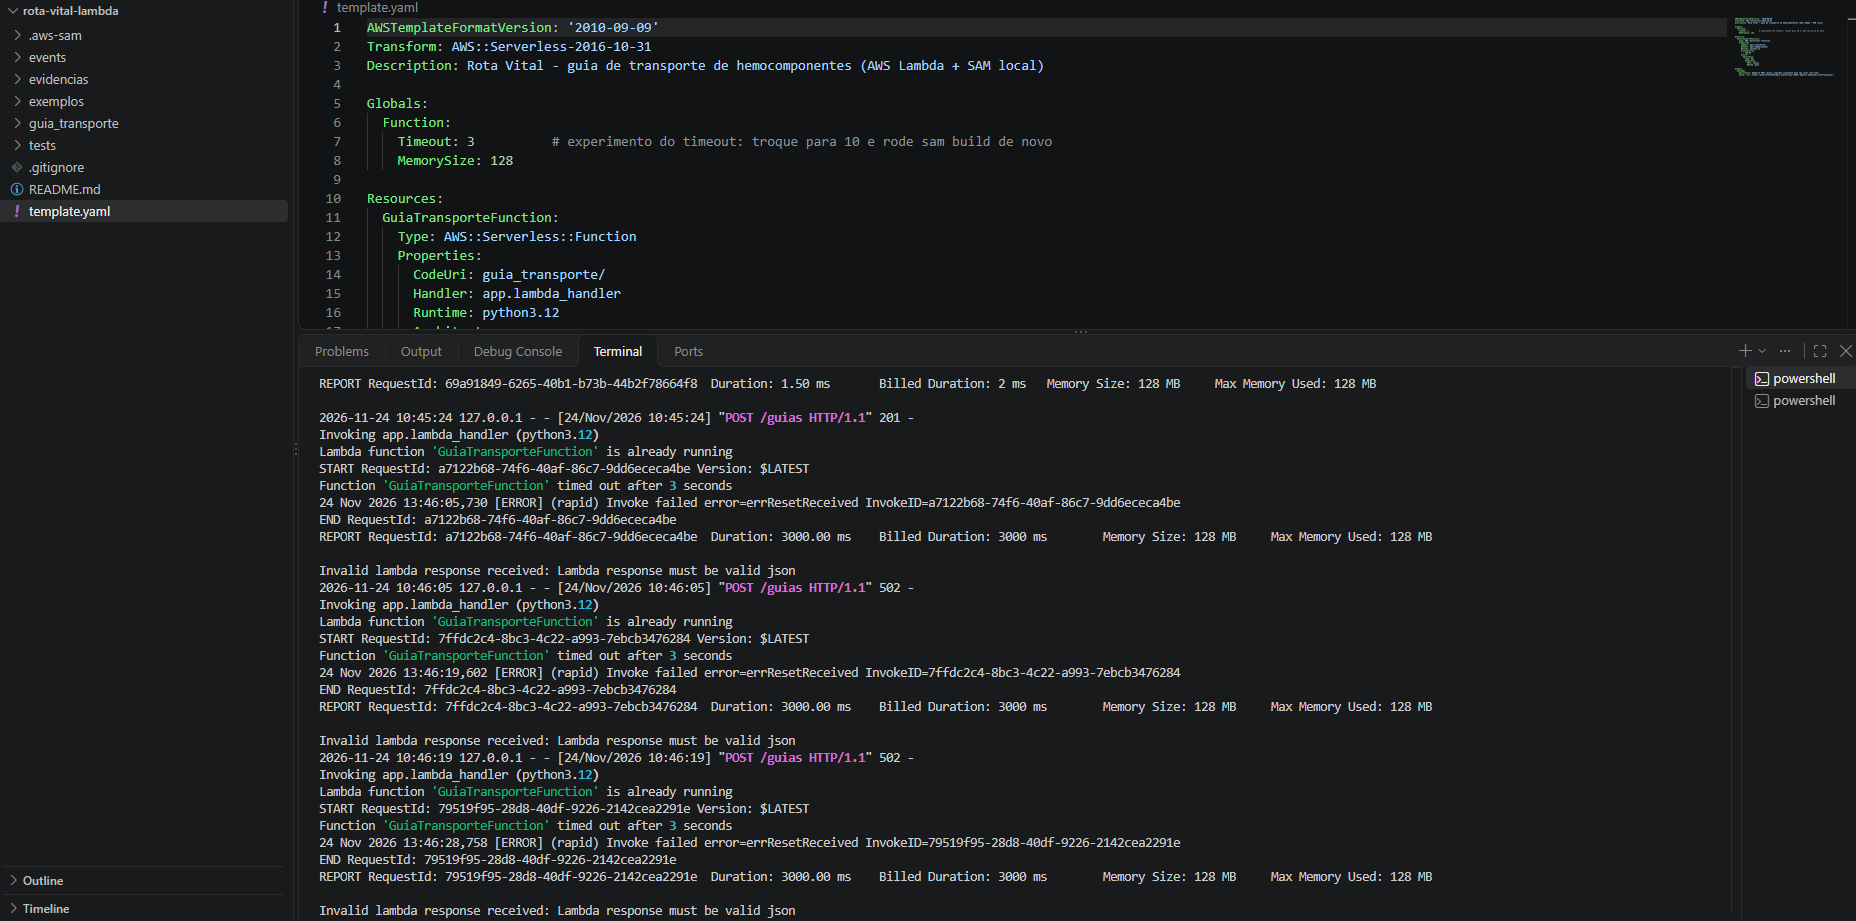 rota-vital-lambda
.aws-sam
events
evidencias
exemplos
guia_transporte
tests
.gitignore
README.md
! template.yaml
Outline
Timeline
! template.yaml
1 AWSTemplateFormatVersion: '2010-09-09'
2 Transform: AWS::Serverless-2016-10-31
3 Description: Rota Vital - guia de transporte de hemocomponentes (AWS Lambda + SAM local)
4
5 Globals:
6 Function:
7 Timeout: 3 # experimento do timeout: troque para 10 e rode sam build de novo
8 MemorySize: 128
9
10 Resources:
11 GuiaTransporteFunction:
12 Type: AWS::Serverless::Function
13 Properties:
14 CodeUri: guia_transporte/
15 Handler: app.lambda_handler
16 Runtime: python3.12
Problems Output Debug Console Terminal Ports
powershell
powershell
REPORT RequestId: 69a91849-6265-40b1-b73b-44b2f78664f8 Duration: 1.50 ms Billed Duration: 2 ms Memory Size: 128 MB Max Memory Used: 128 MB
2026-11-24 10:45:24 127.0.0.1 - - [24/Nov/2026 10:45:24] "POST /guias HTTP/1.1" 201 -
Invoking app.lambda_handler (python3.12)
Lambda function 'GuiaTransporteFunction' is already running
START RequestId: a7122b68-74f6-40af-86c7-9dd6ececa4be Version: $LATEST
Function 'GuiaTransporteFunction' timed out after 3 seconds
24 Nov 2026 13:46:05,730 [ERROR] (rapid) Invoke failed error=errResetReceived InvokeID=a7122b68-74f6-40af-86c7-9dd6ececa4be
END RequestId: a7122b68-74f6-40af-86c7-9dd6ececa4be
REPORT RequestId: a7122b68-74f6-40af-86c7-9dd6ececa4be Duration: 3000.00 ms Billed Duration: 3000 ms Memory Size: 128 MB Max Memory Used: 128 MB
Invalid lambda response received: Lambda response must be valid json
2026-11-24 10:46:05 127.0.0.1 - - [24/Nov/2026 10:46:05] "POST /guias HTTP/1.1" 502 -
Invoking app.lambda_handler (python3.12)
Lambda function 'GuiaTransporteFunction' is already running
START RequestId: 7ffdc2c4-8bc3-4c22-a993-7ebcb3476284 Version: $LATEST
Function 'GuiaTransporteFunction' timed out after 3 seconds
24 Nov 2026 13:46:19,602 [ERROR] (rapid) Invoke failed error=errResetReceived InvokeID=7ffdc2c4-8bc3-4c22-a993-7ebcb3476284
END RequestId: 7ffdc2c4-8bc3-4c22-a993-7ebcb3476284
REPORT RequestId: 7ffdc2c4-8bc3-4c22-a993-7ebcb3476284 Duration: 3000.00 ms Billed Duration: 3000 ms Memory Size: 128 MB Max Memory Used: 128 MB
Invalid lambda response received: Lambda response must be valid json
2026-11-24 10:46:19 127.0.0.1 - - [24/Nov/2026 10:46:19] "POST /guias HTTP/1.1" 502 -
Invoking app.lambda_handler (python3.12)
Lambda function 'GuiaTransporteFunction' is already running
START RequestId: 79519f95-28d8-40df-9226-2142cea2291e Version: $LATEST
Function 'GuiaTransporteFunction' timed out after 3 seconds
24 Nov 2026 13:46:28,758 [ERROR] (rapid) Invoke failed error=errResetReceived InvokeID=79519f95-28d8-40df-9226-2142cea2291e
END RequestId: 79519f95-28d8-40df-9226-2142cea2291e
REPORT RequestId: 79519f95-28d8-40df-9226-2142cea2291e Duration: 3000.00 ms Billed Duration: 3000 ms Memory Size: 128 MB Max Memory Used: 128 MB
Invalid lambda response received: Lambda response must be valid json